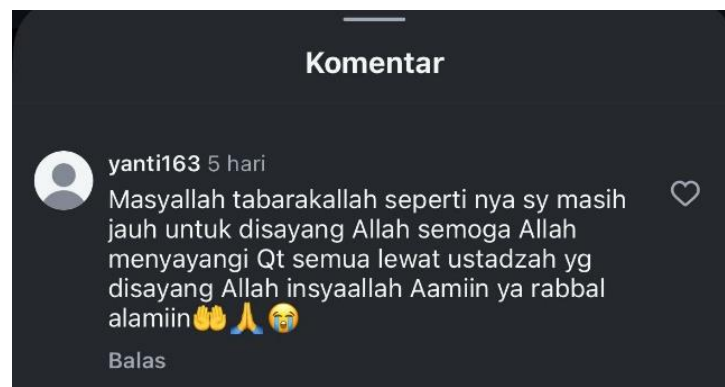 Komentar
yanti163 5 hari
Masyallah tabarakallah seperti nya sy masih
jauh untuk disayang Allah semoga Allah
menyayangi Qt semua lewat ustadzah yg
disayang Allah insyaallah Aamiin ya rabbal
alamiin🤲🙏😭
Balas